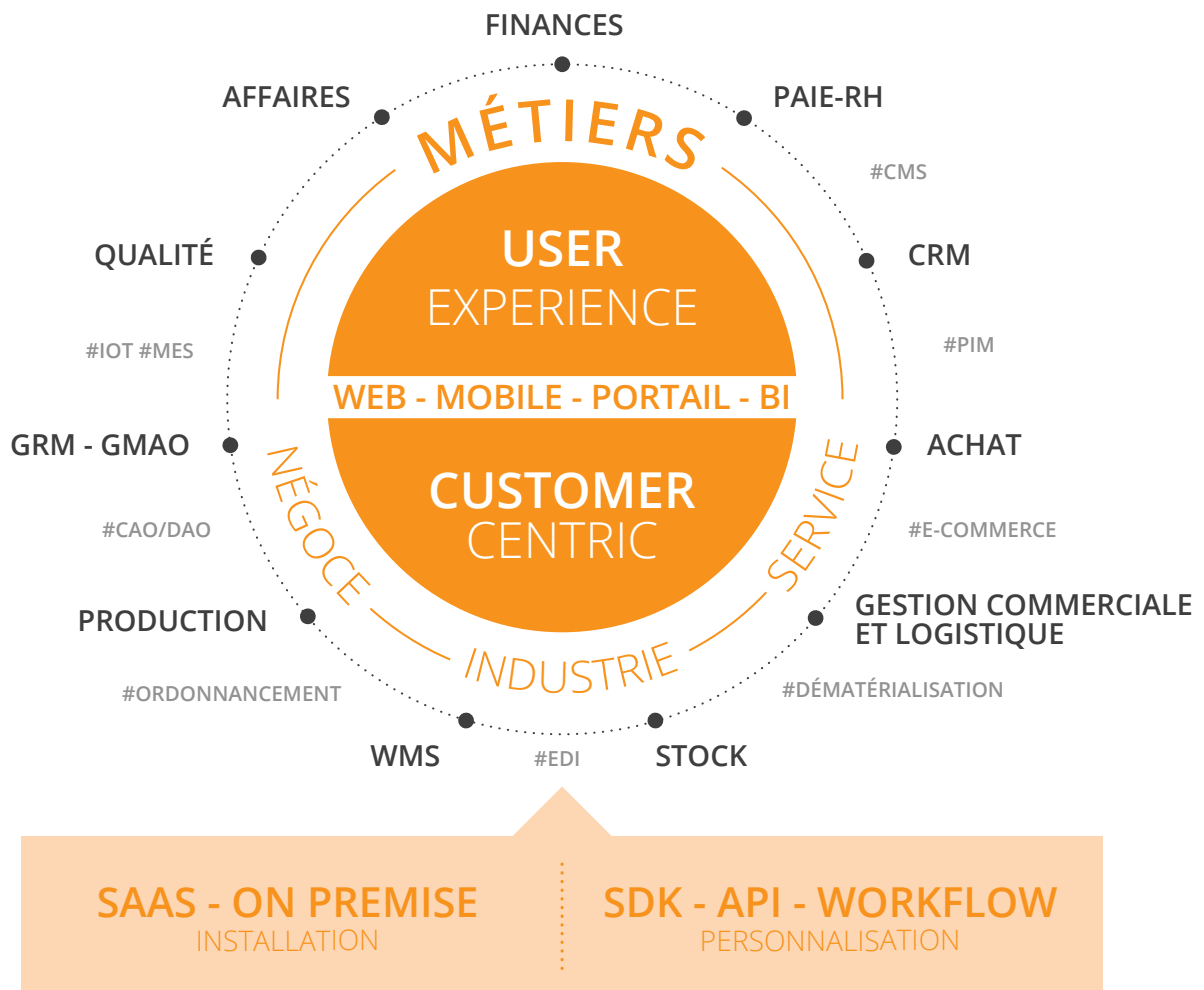 FINANCES
AFFAIRES
PAIE-RH
MÉTIERS
#CMS
USER
EXPERIENCE
QUALITÉ
CRM
#IOT #MES
#PIM
WEB - MOBILE - PORTAIL - BI
GRM - GMAO
ACHAT
NÉGOCE
SERVICE
CUSTOMER
CENTRIC
#CAO/DAO
#E-COMMERCE
PRODUCTION
GESTION COMMERCIALE
ET LOGISTIQUE
INDUSTRIE
#ORDONNANCEMENT
#DÉMATÉRIALISATION
WMS
#EDI
STOCK
SAAS - ON PREMISE
INSTALLATION
SDK - API - WORKFLOW
PERSONNALISATION